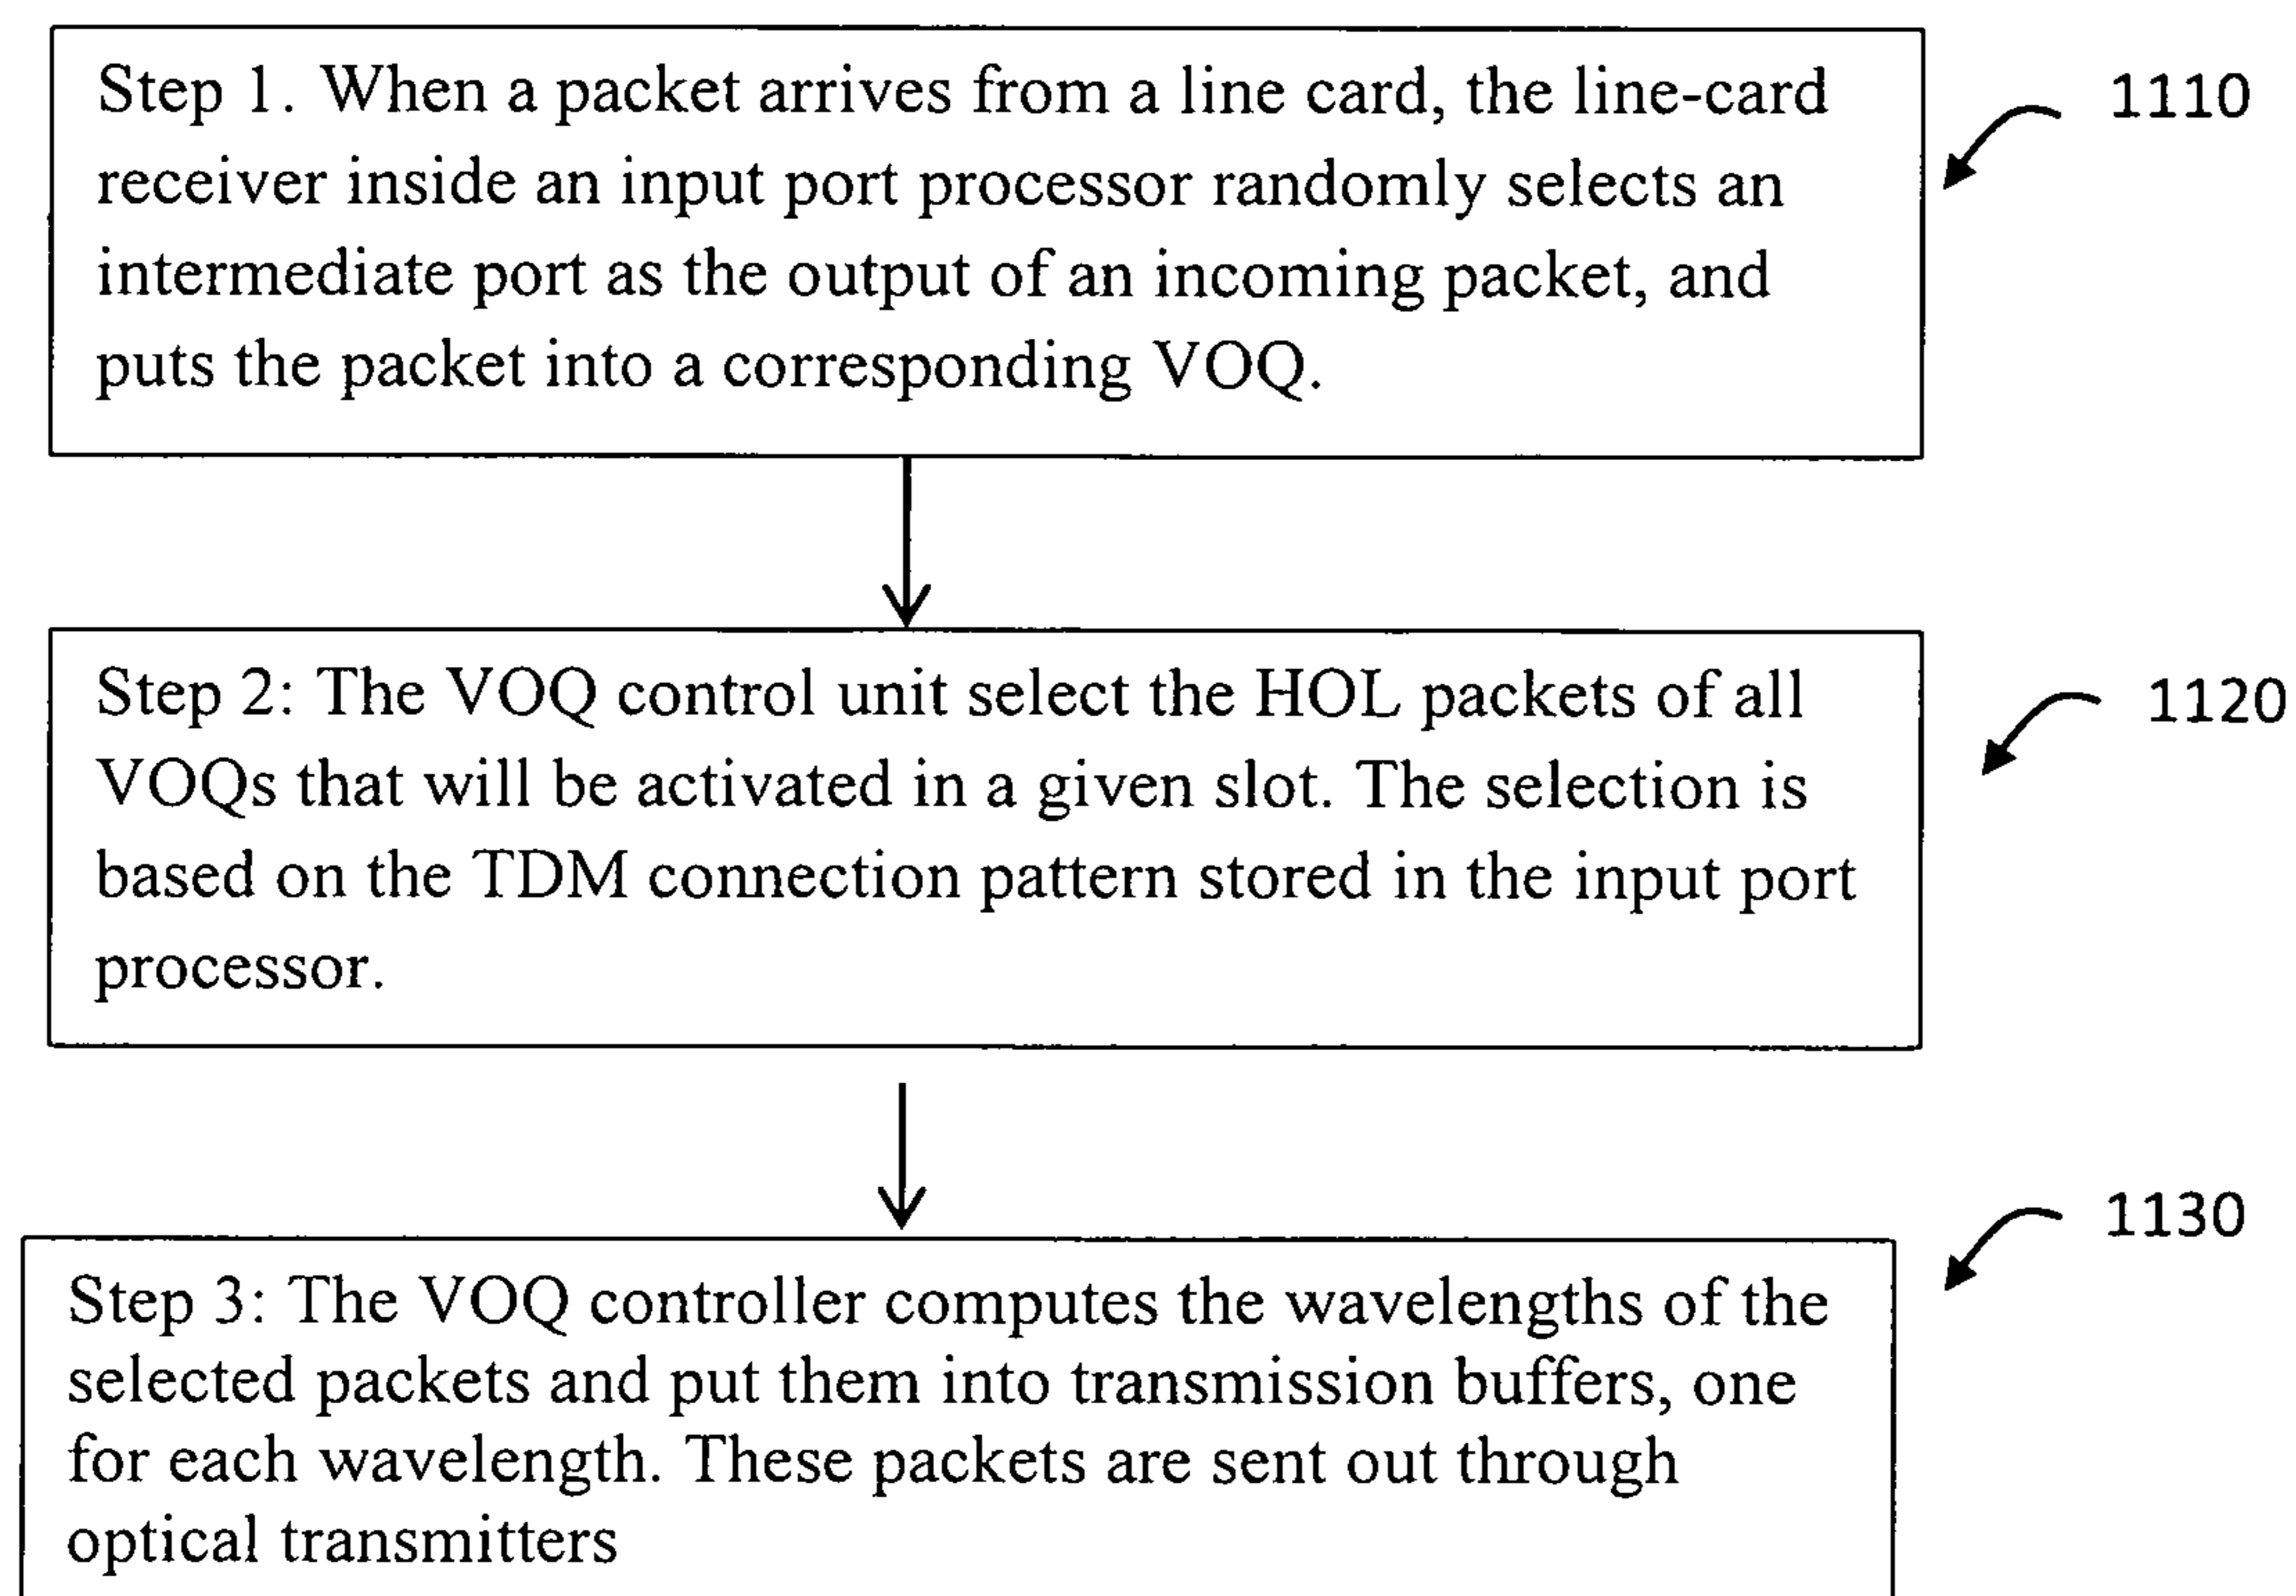 Step 1. When a packet arrives from a line card, the line-card
receiver inside an input port processor randomly selects an
intermediate port as the output of an incoming packet, and
puts the packet into a corresponding VOQ.
1110
Step 2: The VOQ control unit select the HOL packets of all
VOQs that will be activated in a given slot. The selection is
based on the TDM connection pattern stored in the input port
processor.
1120
Step 3: The VOQ controller computes the wavelengths of the
selected packets and put them into transmission buffers, one
for each wavelength. These packets are sent out through
optical transmitters
1130